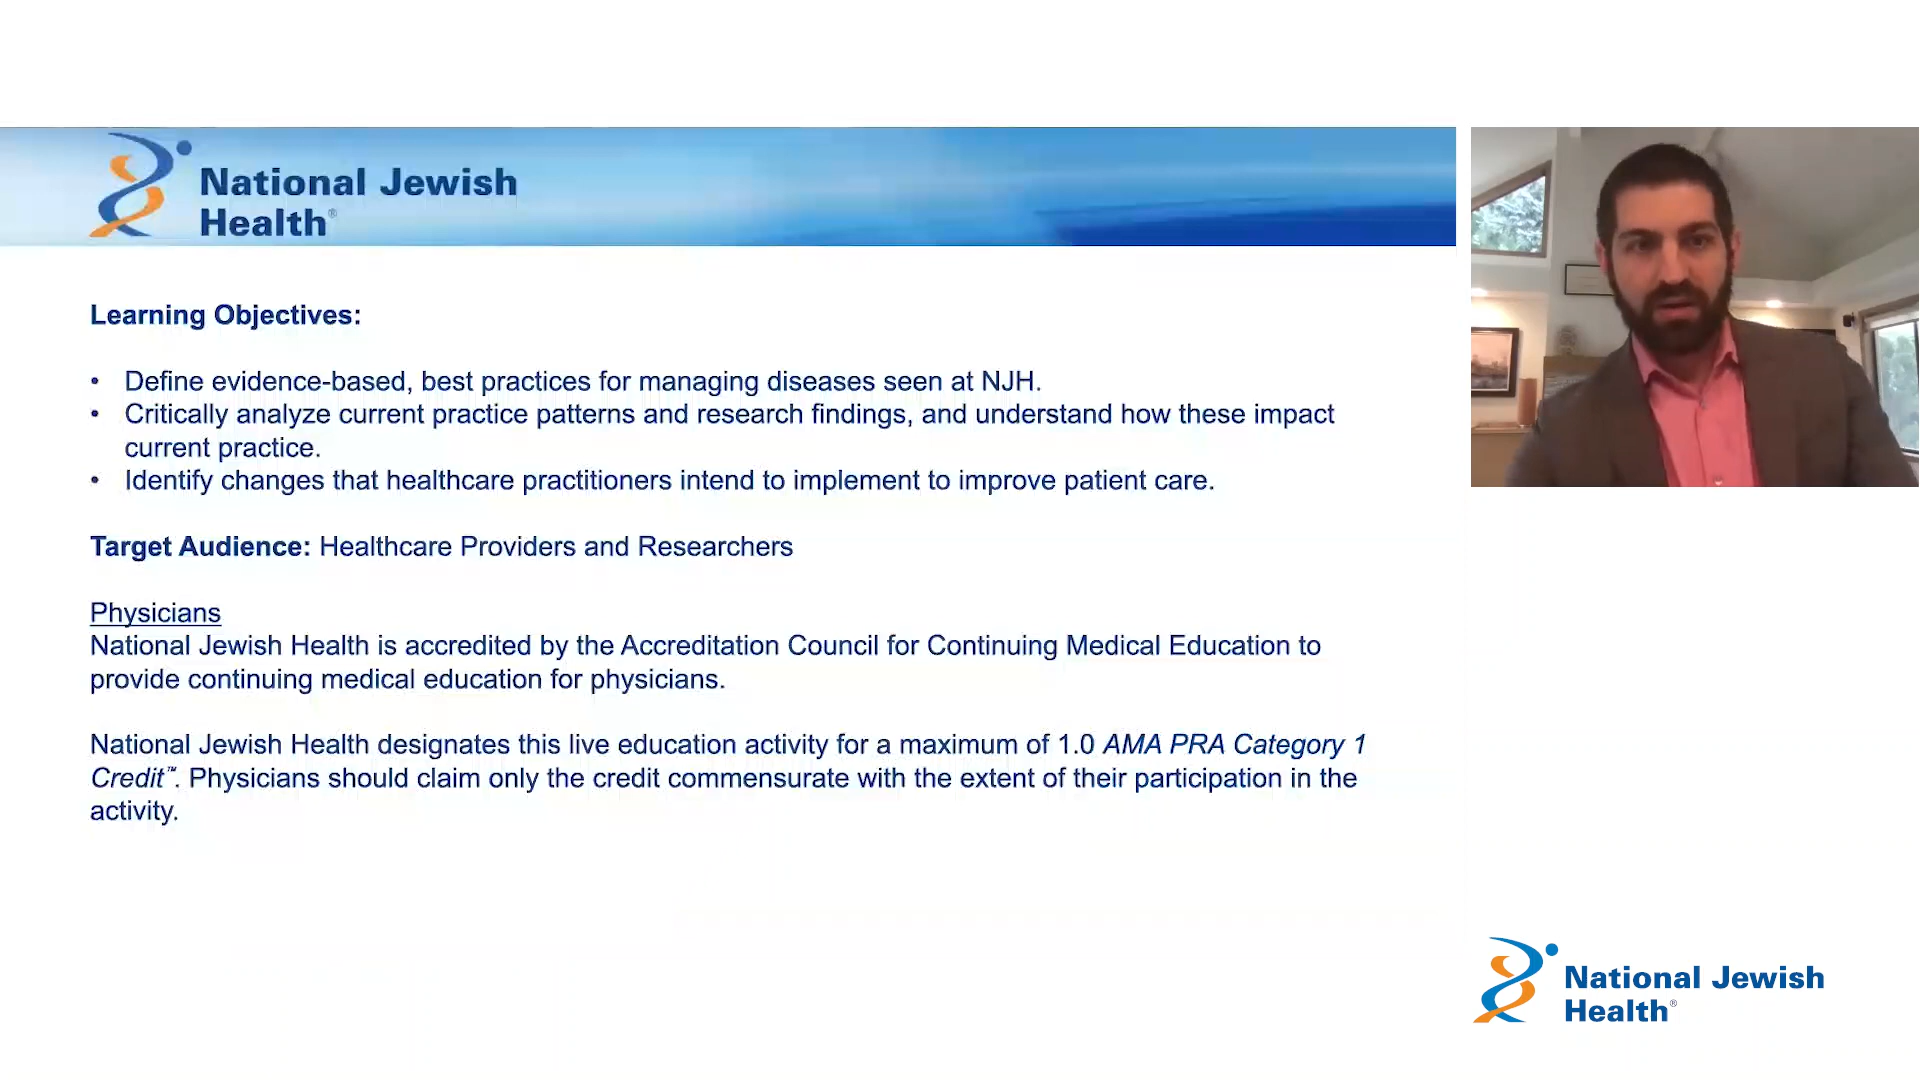 National Jewish
Health®
Learning Objectives:
• Define evidence-based, best practices for managing diseases seen at NJH.
• Critically analyze current practice patterns and research findings, and understand how these impact
current practice.
• Identify changes that healthcare practitioners intend to implement to improve patient care.
Target Audience: Healthcare Providers and Researchers
Physicians
National Jewish Health is accredited by the Accreditation Council for Continuing Medical Education to
provide continuing medical education for physicians.
National Jewish Health designates this live education activity for a maximum of 1.0 AMA PRA Category 1
Credit™. Physicians should claim only the credit commensurate with the extent of their participation in the
activity.
National Jewish
Health®